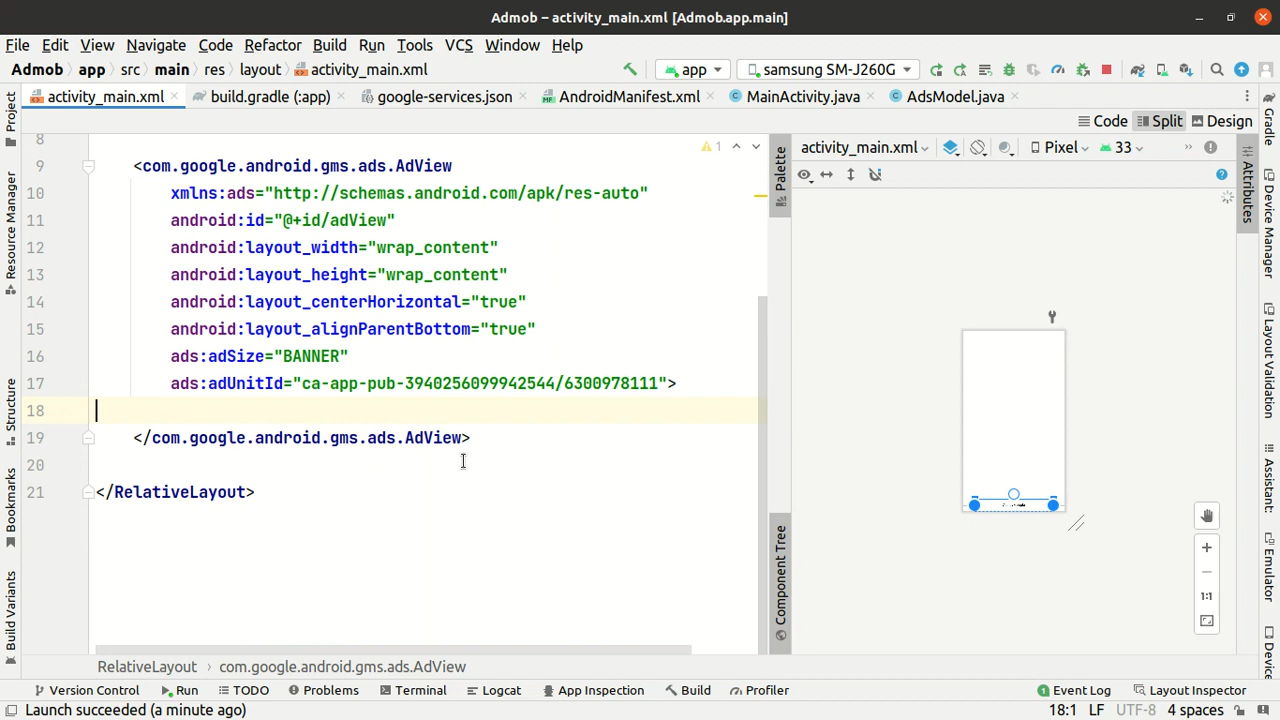 Admob – activity_main.xml [Admob.app.main]
File Edit View Navigate Code Refactor Build Run Tools VCS Window Help
Admob app src main res layout activity_main.xml app samsung SM-J260G
activity_main.xml build.gradle (:app) google-services.json AndroidManifest.xml MainActivity.java AdsModel.java
Code Split Design
activity_main.xml Pixel 33
8
1
9 <com.google.android.gms.ads.AdView
10 xmlns:ads="http://schemas.android.com/apk/res-auto"
11 android:id="@+id/adView"
12 android:layout_width="wrap_content"
13 android:layout_height="wrap_content"
14 android:layout_centerHorizontal="true"
15 android:layout_alignParentBottom="true"
16 ads:adSize="BANNER"
17 ads:adUnitId="ca-app-pub-3940256099942544/6300978111">
18
19 </com.google.android.gms.ads.AdView>
20
21 </RelativeLayout>
Project
Resource Manager
Structure
Bookmarks
Build Variants
Palette
Component Tree
Attributes
Gradle
Device Manager
Layout Validation
Assistant:
Emulator
Device
1:1
RelativeLayout com.google.android.gms.ads.AdView
Version Control Run TODO Problems Terminal Logcat App Inspection Build Profiler 1 Event Log Layout Inspector
Launch succeeded (a minute ago) 18:1 LF UTF-8 4 spaces